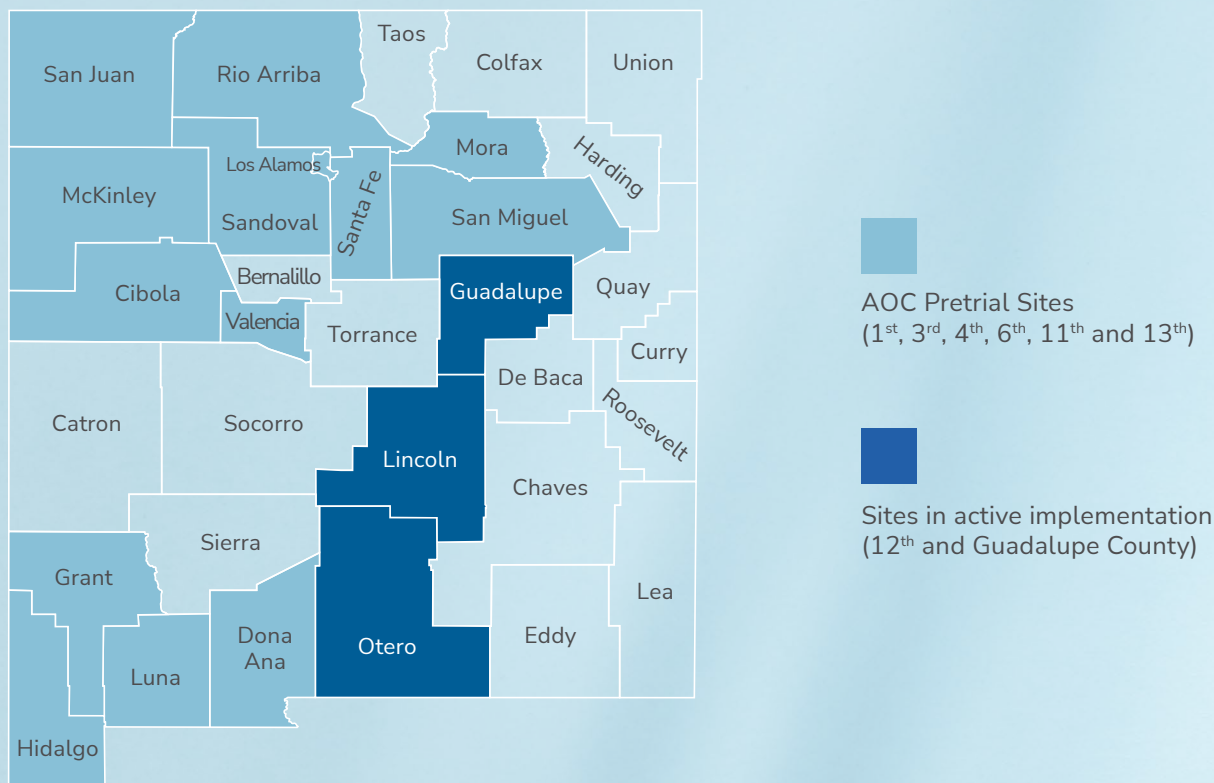 Taos
San Juan
Rio Arriba
Colfax
Union
Los Alamos
Mora
Harding
McKinley
Sandoval
Santa Fe
San Miguel
Bernalillo
Cibola
Guadalupe
Quay
Valencia
Torrance
Curry
De Baca
Roosevelt
Catron
Socorro
Lincoln
Chaves
Sierra
Grant
Lea
Dona
Ana
Otero
Eddy
Luna
Hidalgo
AOC Pretrial Sites
(1st, 3rd, 4th, 6th, 11th and 13th)
Sites in active implementation
(12th and Guadalupe County)